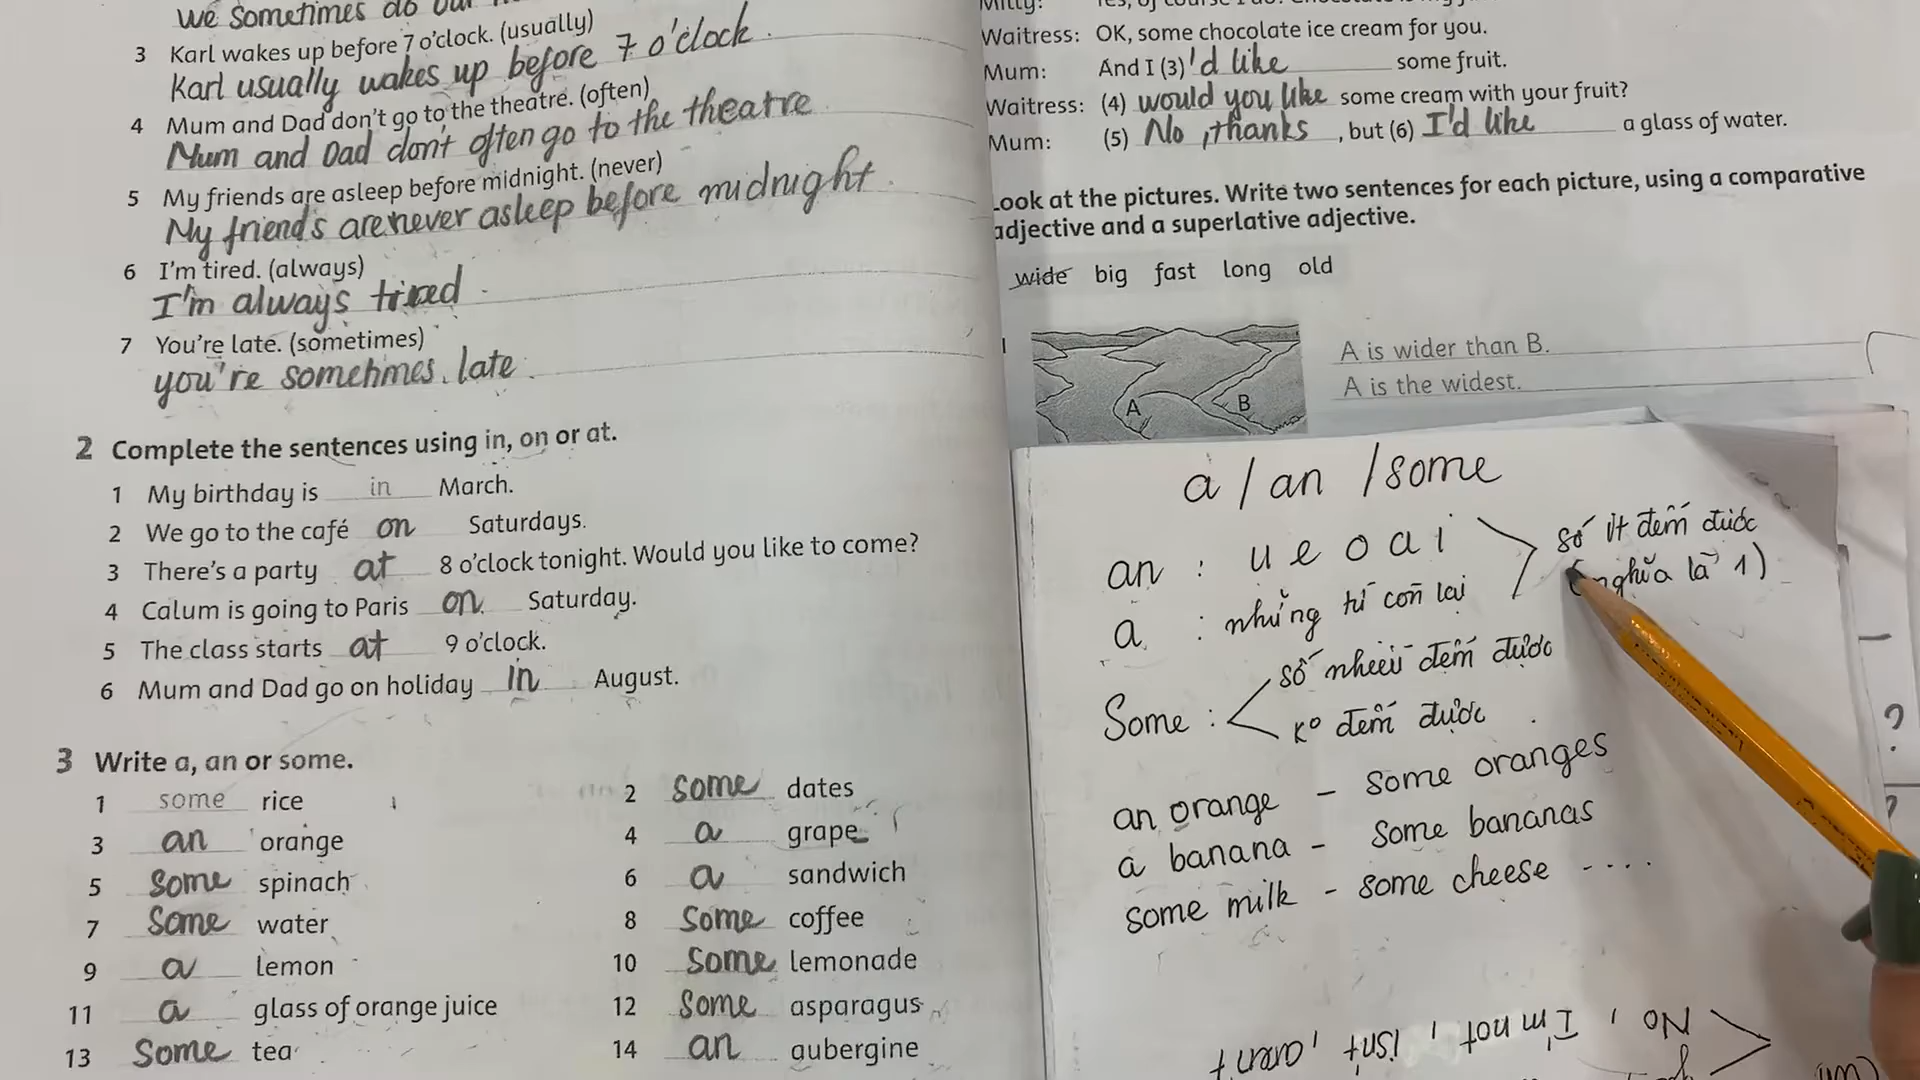 we sometimes do our
3 Karl wakes up before 7 o'clock. (usually)
Karl usually wakes up before 7 o'clock.
4 Mum and Dad don't go to the theatre. (often)
Mum and Dad don't often go to the theatre
5 My friends are asleep before midnight. (never)
My friends are never asleep before midnight.
6 I'm tired. (always)
I'm always tired.
7 You're late. (sometimes)
you're sometimes late.
2 Complete the sentences using in, on or at.
1 My birthday is in March.
2 We go to the café on Saturdays.
3 There's a party at 8 o'clock tonight. Would you like to come?
4 Calum is going to Paris on Saturday.
5 The class starts at 9 o'clock.
6 Mum and Dad go on holiday in August.
3 Write a, an or some.
1 some rice
2 some dates
3 an orange
4 a grape
5 some spinach
6 a sandwich
7 some water
8 some coffee
9 a lemon
10 some lemonade
11 a glass of orange juice
12 some asparagus
13 some tea
14 an aubergine
Waitress: OK, some chocolate ice cream for you.
Mum: And I (3) 'd like some fruit.
Waitress: (4) would you like some cream with your fruit?
Mum: (5) No, thanks, but (6) I'd like a glass of water.
Look at the pictures. Write two sentences for each picture, using a comparative
adjective and a superlative adjective.
wide big fast long old
A B
A is wider than B.
A is the widest.
a / an / some
an : u e o a i
số ít đếm được
(nghĩa là 1)
a : những từ còn lại
Some : số nhiều đếm được
K° đếm được
an orange - some oranges
a banana - some bananas
some milk - some cheese ....
No, I'm not, isn't, aren't